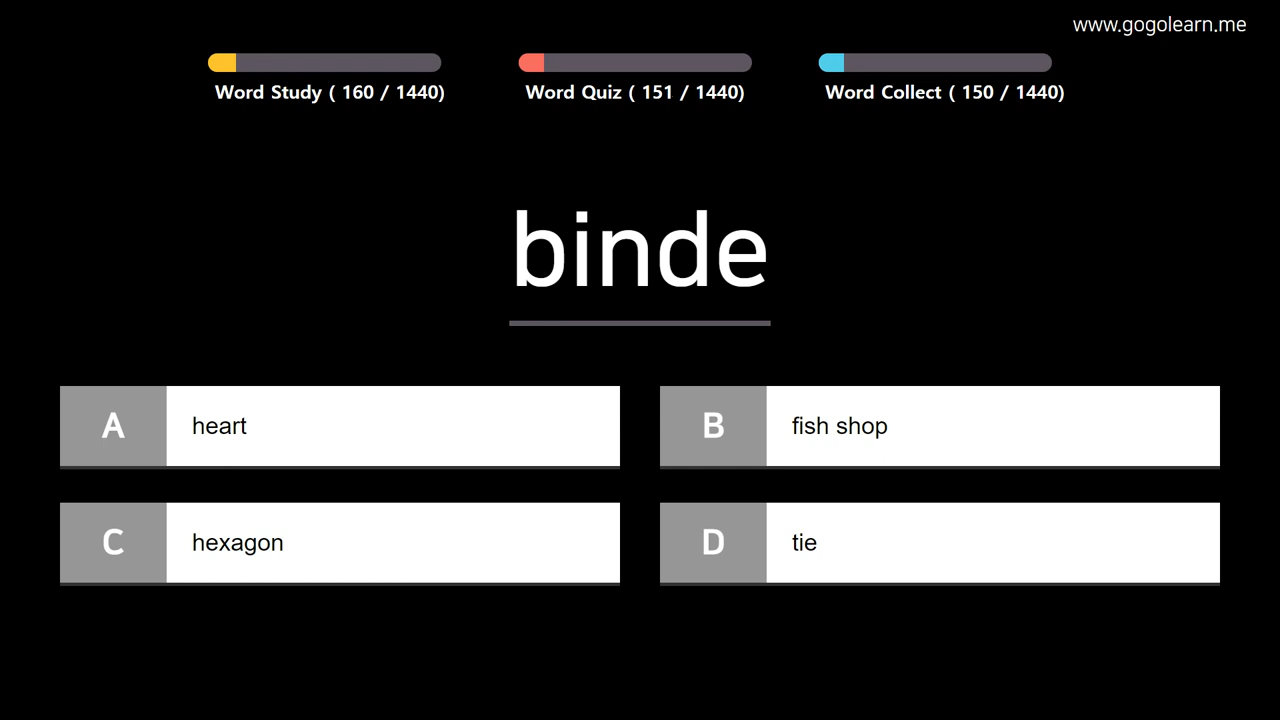 www.gogolearn.me
Word Study ( 160 / 1440)
Word Quiz ( 151 / 1440)
Word Collect ( 150 / 1440)
binde
A heart
B fish shop
C hexagon
D tie